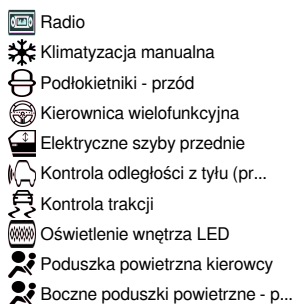 Radio
Klimatyzacja manualna
Podłokietniki - przód
Kierownica wielofunkcyjna
Elektryczne szyby przednie
Kontrola odległości z tyłu (pr...
Kontrola trakcji
Oświetlenie wnętrza LED
Poduszka powietrzna kierowcy
Boczne poduszki powietrzne - p...